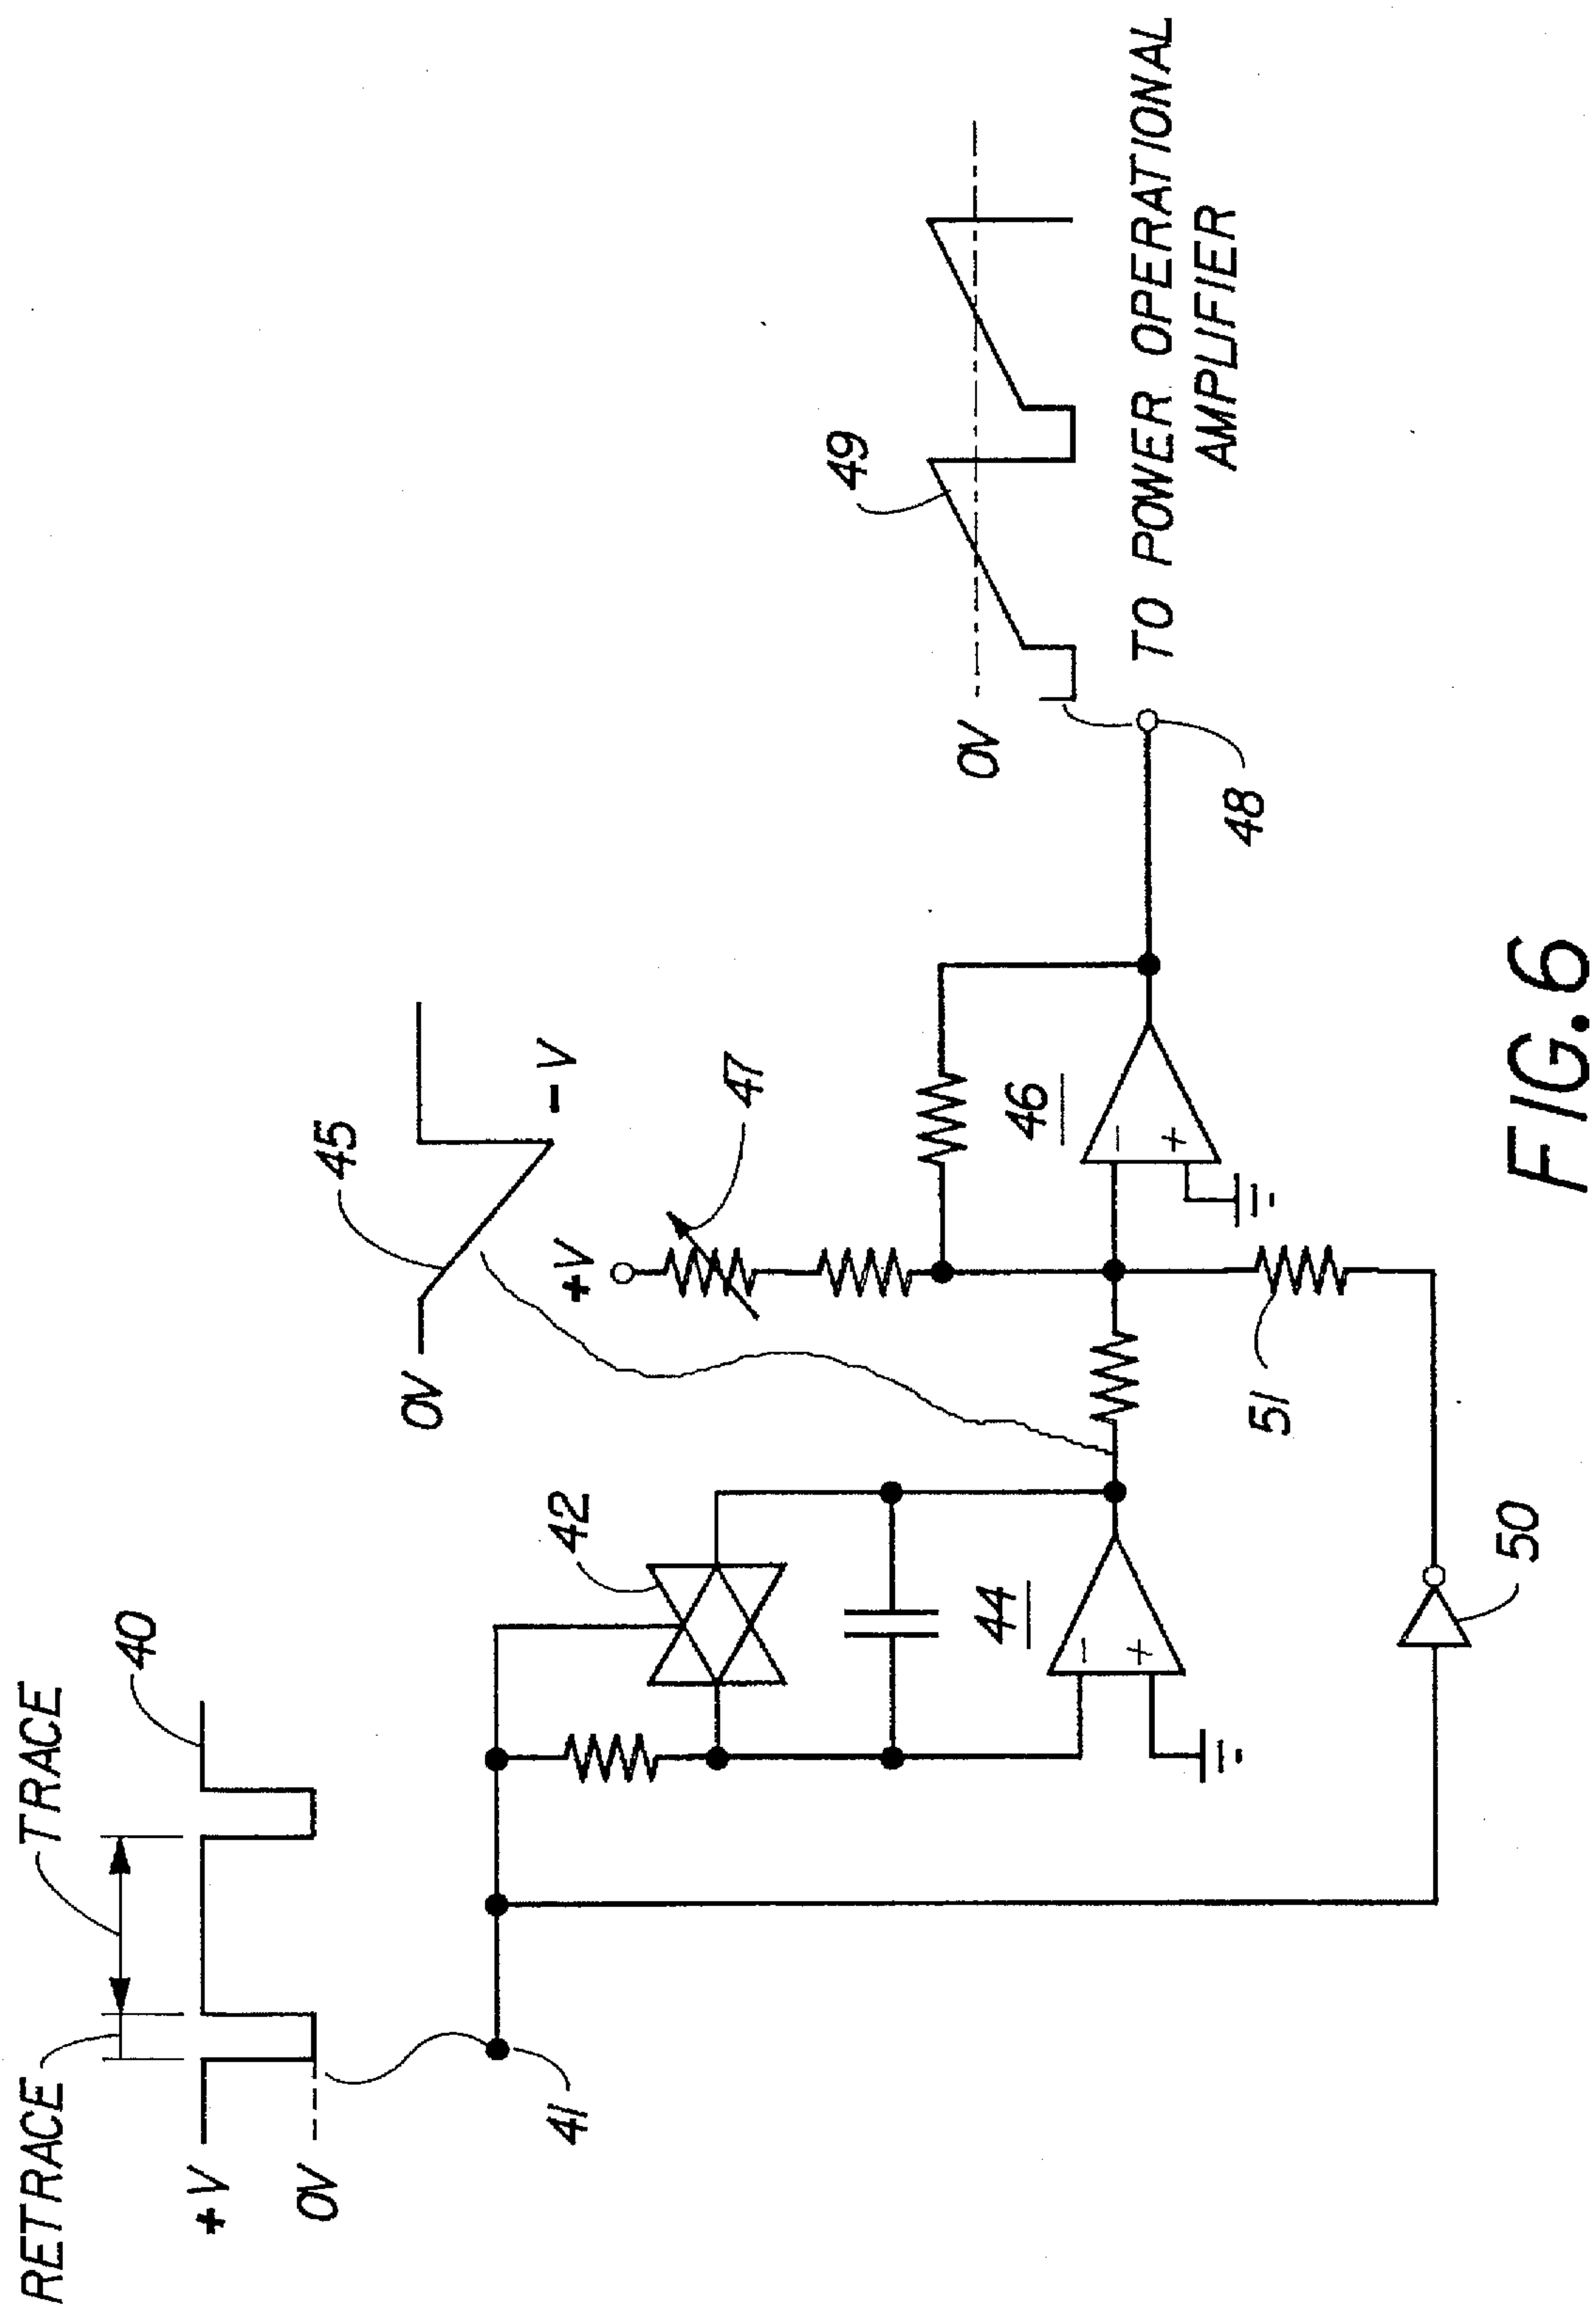 RETRACE
TRACE
40
+V
0V
41
42
44
45
0V
-V
+V
47
46
51
50
49
0V
48
TO POWER OPERATIONAL
AMPLIFIER
-
+
-
+
FIG.6